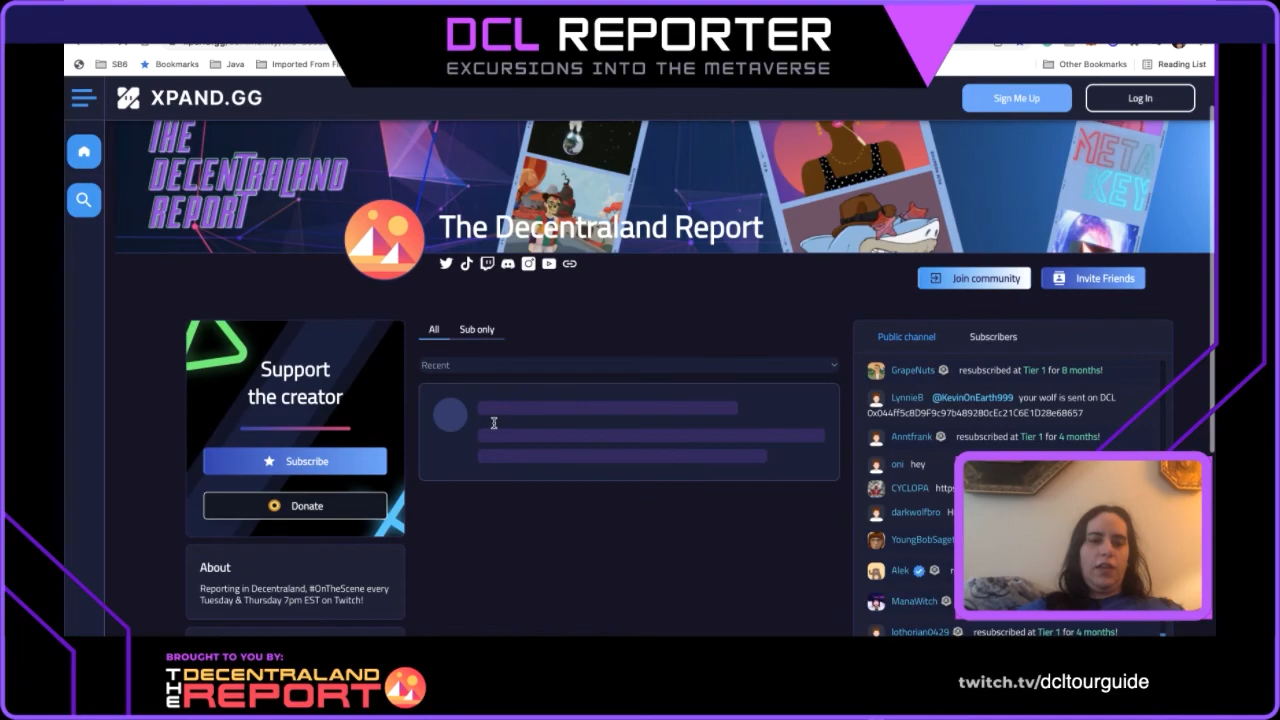 DCL REPORTER
EXCURSIONS INTO THE METAVERSE
SB6
Bookmarks
Java
Other Bookmarks
Reading List
XPAND.GG
Sign Me Up
Log In
THE
DECENTRALAND
REPORT
META
KEY
The Decentraland Report
Join community
Invite Friends
Support
the creator
Subscribe
Donate
About
Reporting in Decentraland, #OnTheScene every
Tuesday & Thursday 7pm EST on Twitch!
All
Sub only
Recent
Public channel
Subscribers
GrapeNuts resubscribed at Tier 1 for 8 months!
LynnieB @KevinOnEarth999 your wolf is sent on DCL
0x044ff5c8D9F9c97b489280cEc21C6E1D28e68657
Anntfrank resubscribed at Tier 1 for 4 months!
oni hey
CYCLOPA
darkwolfbro
Alek
ManaWitch
lothorian0429 resubscribed at Tier 1 for 4 months!
BROUGHT TO YOU BY:
THE DECENTRALAND
REPORT
twitch.tv/dcltourguide